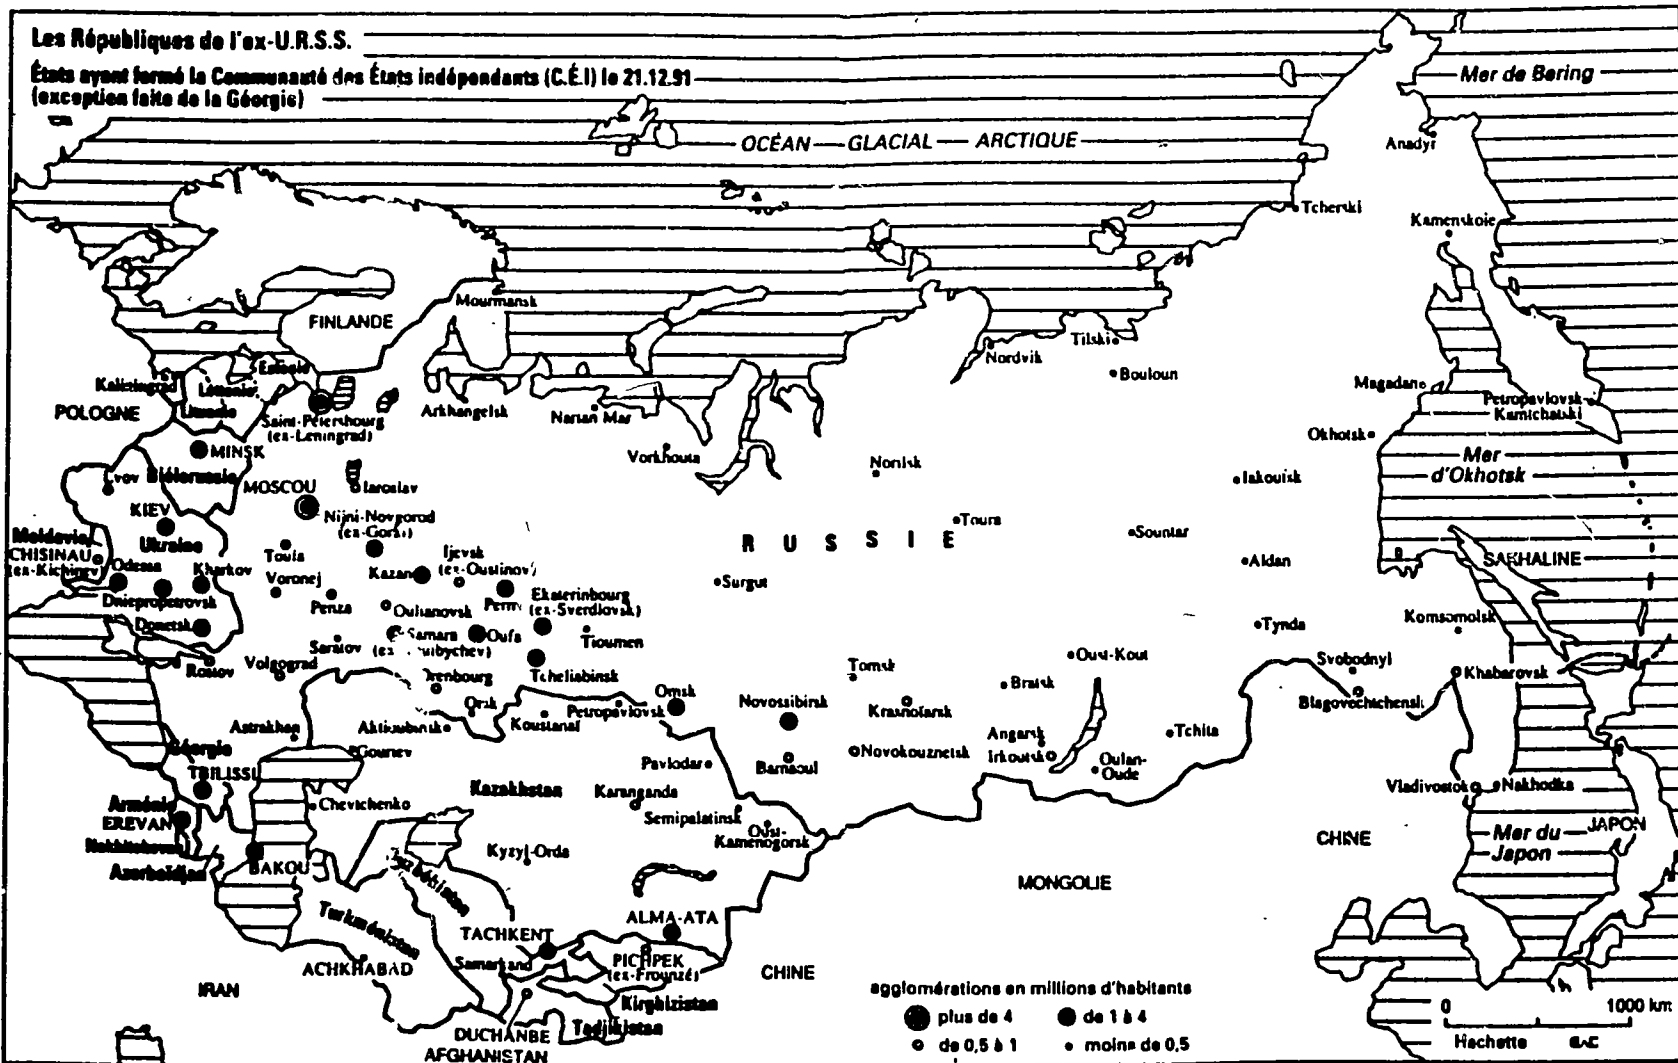 Les Républiques de l'ex-U.R.S.S.
États ayant formé la Communauté des États indépendants (C.É.I) le 21.12.91
(exception faite de la Géorgie)
Mer de Bering
OCÉAN GLACIAL ARCTIQUE
Anadyr
Tcherski
Kamenskoie
Mourmansk
FINLANDE
Nordvik
Tilski
Bouloun
Estonie
Kaliningrad
Lettonie
Lituanie
Magadan
Petropavlovsk-
Kamtchatski
POLOGNE
Saint-Pétersbourg
(ex-Leningrad)
Arkhangelsk
Narian Mar
Okhotsk
MINSK
Vorkhouta
Norilsk
Mer
d'Okhotsk
Lvov
Biélorussie
MOSCOU
Iaroslav
Iakoutsk
KIEV
Nijni-Novgorod
(ex-Gorki)
Toura
Sountar
Moldavie
Ukraine
RUSSIE
CHISINAU
(ex-Kichinev)
Odessa
Kharkov
Toula
Ijevsk
(ex-Oustinov)
Aldan
SAKHALINE
Voronej
Kazan
Surgut
Dniepropetrovsk
Penza
Oulianovsk
Perm
Ekaterinbourg
(ex-Sverdlovsk)
Komsomolsk
Donetsk
Saratov
Samara
Oufa
Tioumen
Tynda
Rostov
Volgograd
Tcheliabinsk
Tomsk
Oust-Kout
Svobodnyl
Khabarovsk
Orenbourg
Orsk
Omsk
Novossibirsk
Bratsk
Krasnoïarsk
Blagovechtchensk
Astrakhan
Aktioubinsk
Koustanaï
Petropavlovsk
Angarsk
Tchita
Géorgie
Gouriev
Pavlodar
Barnaoul
Novokouznetsk
Irkoutsk
Oulan-
Oude
TBILISSI
Kazakhstan
Karaganda
Vladivostok
Nakhodka
Arménie
EREVAN
Chevtchenko
Semipalatinsk
Oust-
Kamenogorsk
CHINE
Mer du
Japon
JAPON
Nakhitchevan
Azerbaïdjan
BAKOU
Kyzyl-Orda
MONGOLIE
Ouzbékistan
Turkménistan
ALMA-ATA
TACHKENT
ACHKHABAD
Samarkand
PICHPEK
(ex-Frounzé)
CHINE
IRAN
Kirghizistan
DUCHANBE
Tadjikistan
AFGHANISTAN
agglomérations en millions d'habitants
plus de 4
de 1 à 4
de 0,5 à 1
moins de 0,5
0 1000 km
Hachette